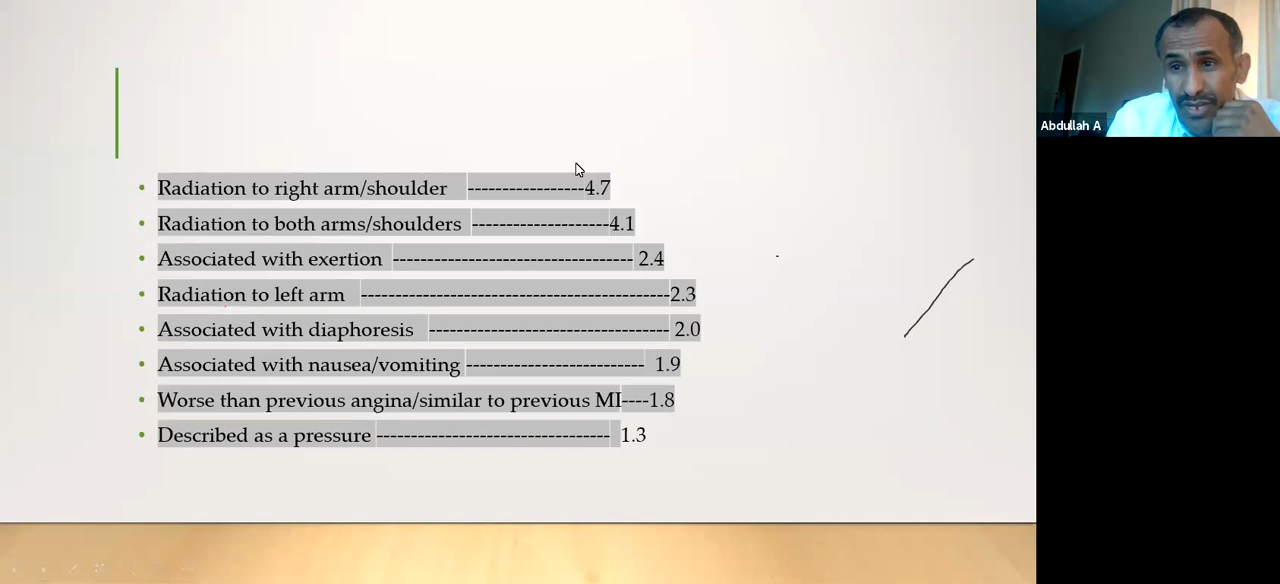 • Radiation to right arm/shoulder -----------------4.7
• Radiation to both arms/shoulders --------------------4.1
• Associated with exertion ----------------------------------- 2.4
• Radiation to left arm ---------------------------------------------2.3
• Associated with diaphoresis ----------------------------------- 2.0
• Associated with nausea/vomiting -------------------------- 1.9
• Worse than previous angina/similar to previous MI----1.8
• Described as a pressure ---------------------------------- 1.3
Abdullah A